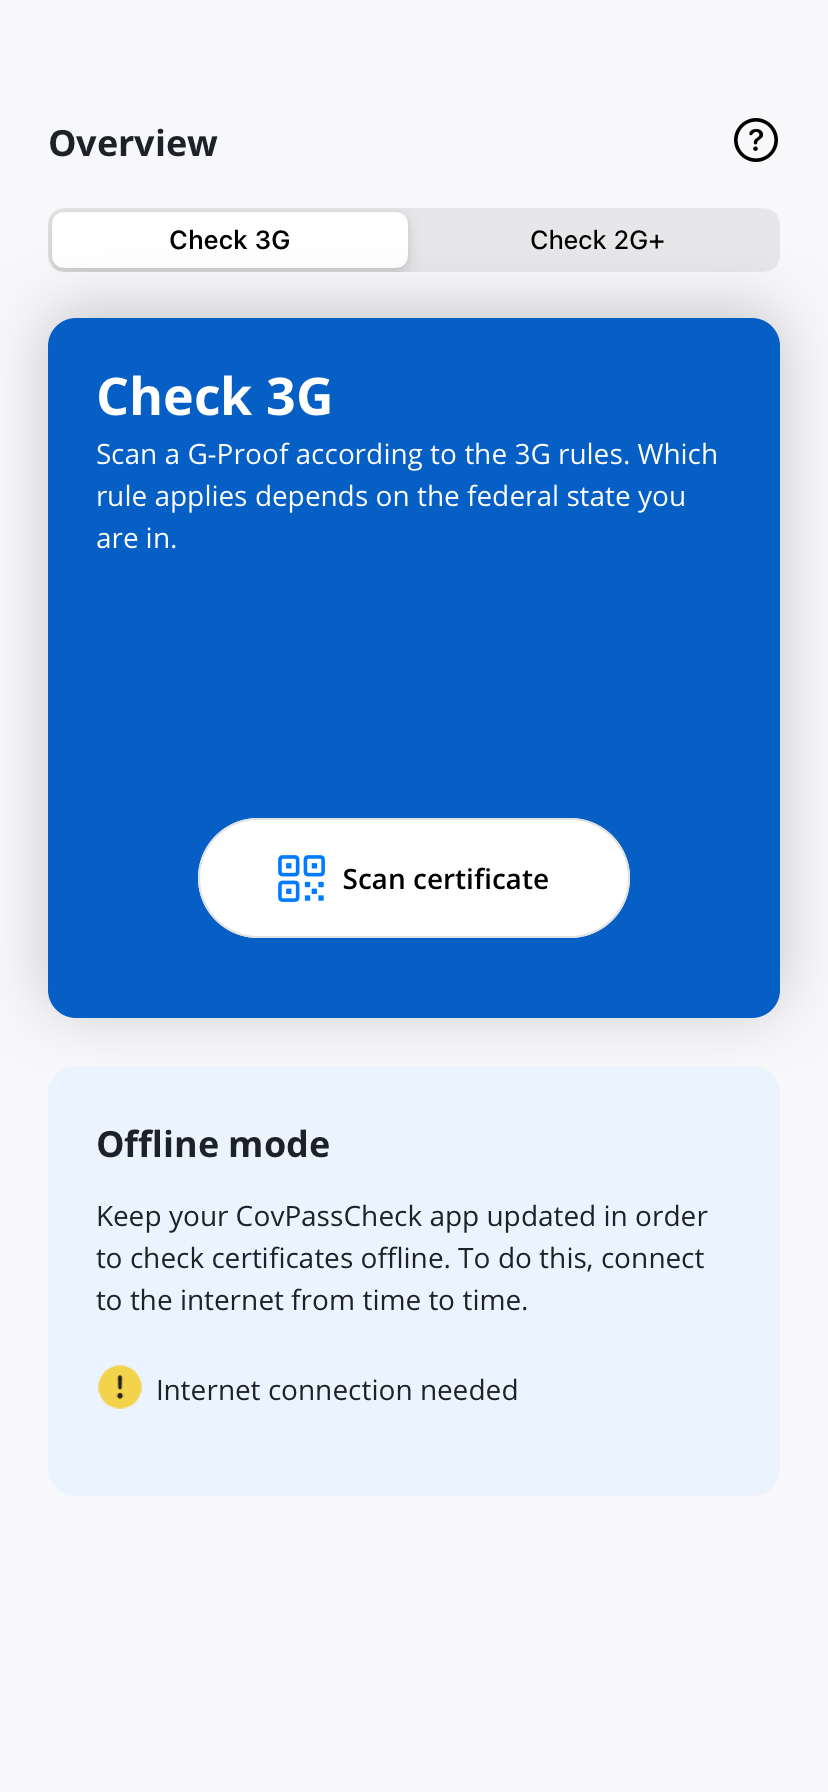 Overview
?
Check 3G
Check 2G+
Check 3G
Scan a G-Proof according to the 3G rules. Which
rule applies depends on the federal state you
are in.
Scan certificate
Offline mode
Keep your CovPassCheck app updated in order
to check certificates offline. To do this, connect
to the internet from time to time.
! Internet connection needed